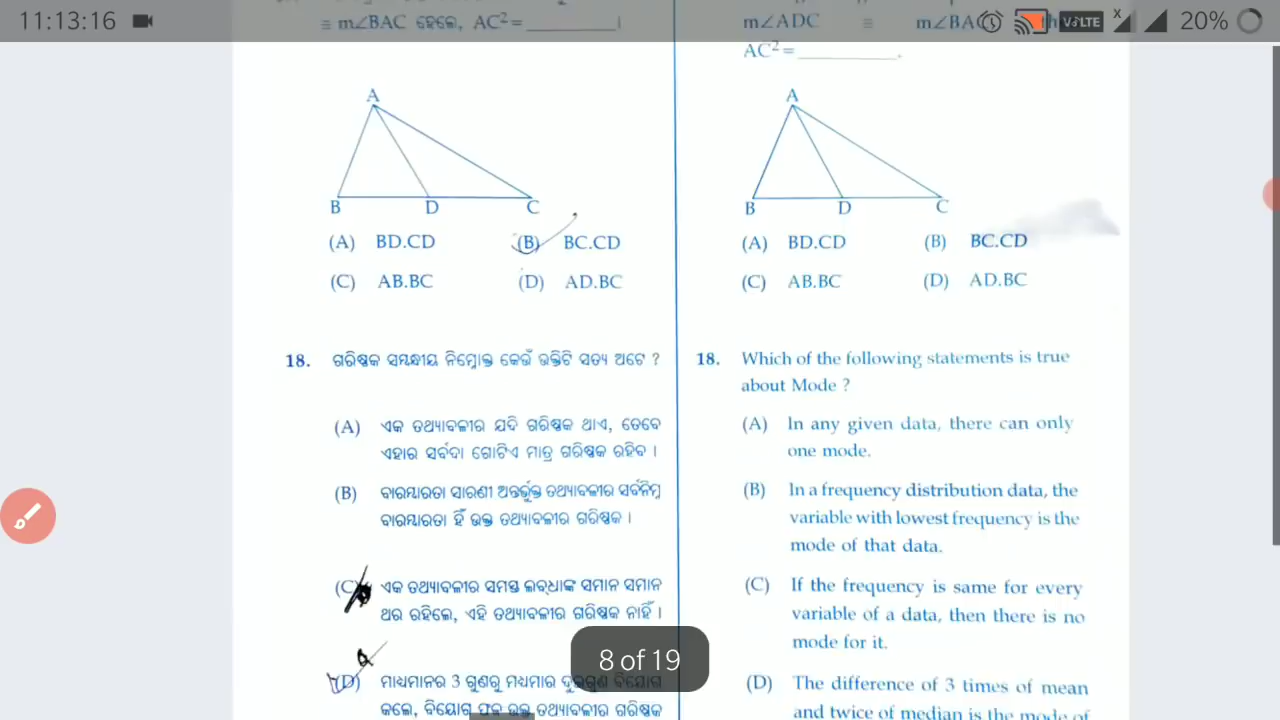 11:13:16
20%
≡ m∠BAC ହେଲେ, AC² = ________ ।
A
B D C
(A) BD.CD (B) BC.CD
(C) AB.BC (D) AD.BC
18. ଗରିଷ୍ଠକ ସମ୍ବନ୍ଧୀୟ ନିମ୍ନୋକ୍ତ କେଉଁ ଉକ୍ତିଟି ସତ୍ୟ ଅଟେ ?
(A) ଏକ ତଥ୍ୟାବଳୀର ଯଦି ଗରିଷ୍ଠକ ଥାଏ, ତେବେ
ଏହାର ସର୍ବଦା ଗୋଟିଏ ମାତ୍ର ଗରିଷ୍ଠକ ରହିବ ।
(B) ବାରମ୍ବାରତା ସାରଣୀ ଅନ୍ତର୍ଭୁକ୍ତ ତଥ୍ୟାବଳୀର ସର୍ବନିମ୍ନ
ବାରମ୍ବାରତା ହିଁ ଉକ୍ତ ତଥ୍ୟାବଳୀର ଗରିଷ୍ଠକ ।
(C) ଏକ ତଥ୍ୟାବଳୀର ସମସ୍ତ ଲବ୍ଧାଙ୍କ ସମାନ ସମାନ
ଥର ରହିଲେ, ଏହି ତଥ୍ୟାବଳୀର ଗରିଷ୍ଠକ ନାହିଁ ।
(D) ମାଧ୍ୟମାନର 3 ଗୁଣରୁ ମଧ୍ୟମାର ଦୁଇଗୁଣ ବିୟୋଗ
କଲେ, ବିୟୋଗ ଫଳ ଉକ୍ତ ତଥ୍ୟାବଳୀର ଗରିଷ୍ଠକ
m∠ADC ≡ m∠BAC
AC² = ________ .
A
B D C
(A) BD.CD (B) BC.CD
(C) AB.BC (D) AD.BC
18. Which of the following statements is true
about Mode ?
(A) In any given data, there can only
one mode.
(B) In a frequency distribution data, the
variable with lowest frequency is the
mode of that data.
(C) If the frequency is same for every
variable of a data, then there is no
mode for it.
(D) The difference of 3 times of mean
and twice of median is the mode of
8 of 19